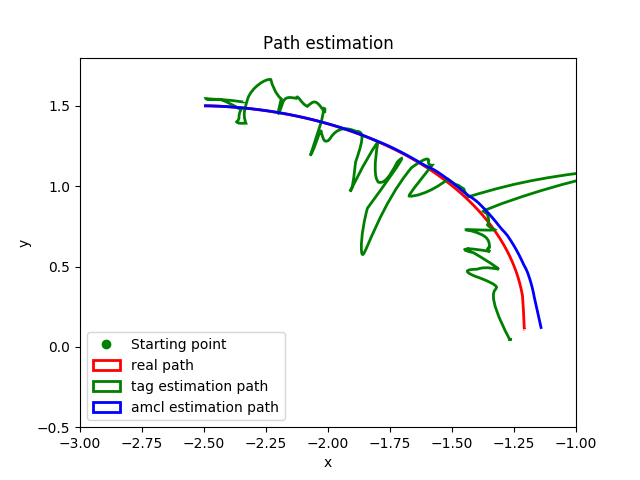 Path estimation
y
1.5
1.0
0.5
0.0
−0.5
Starting point
real path
tag estimation path
amcl estimation path
−3.00 −2.75 −2.50 −2.25 −2.00 −1.75 −1.50 −1.25 −1.00
x